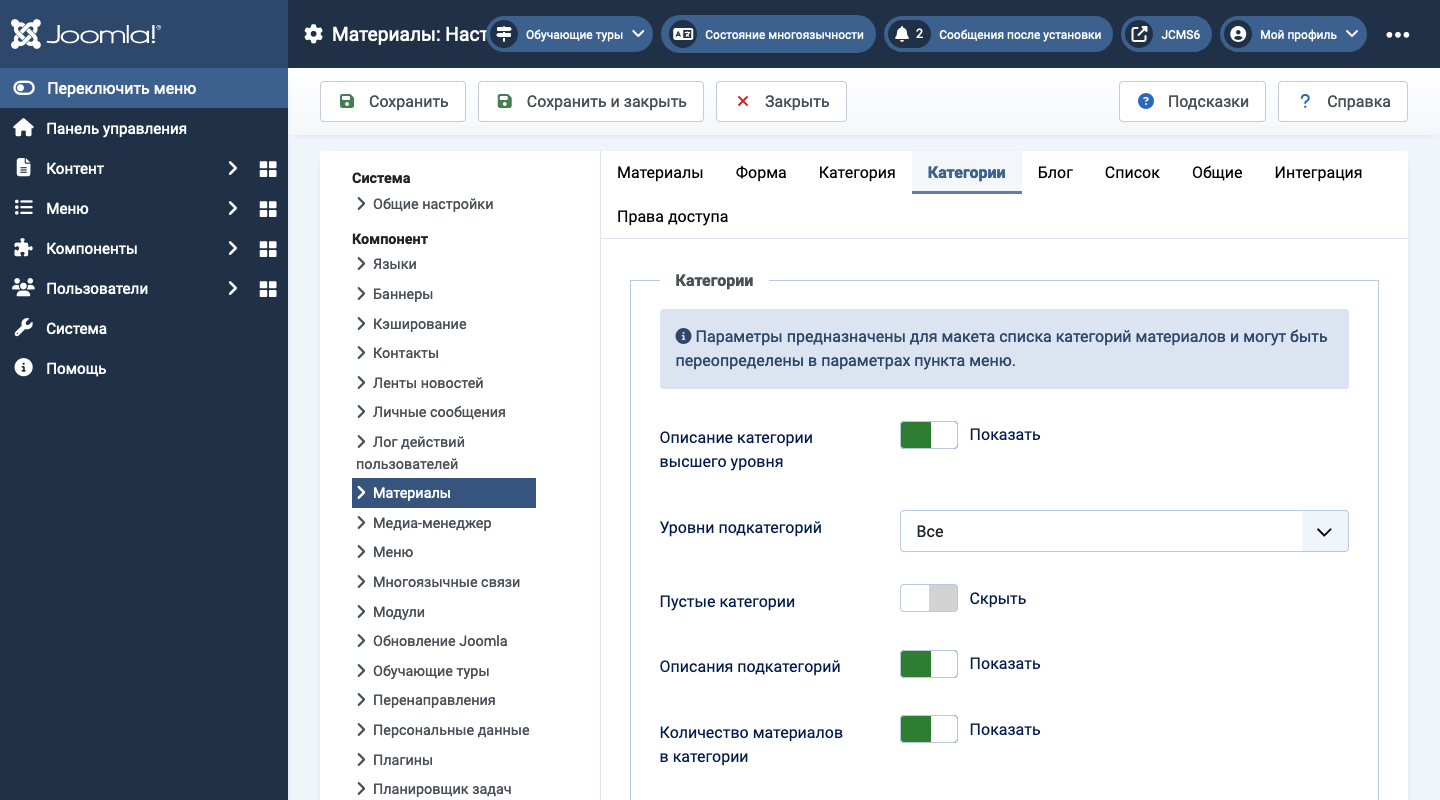 Joomla!
Материалы: Наст
Обучающие туры
Состояние многоязычности
2 Сообщения после установки
JCMS6
Мой профиль
Переключить меню
Панель управления
Контент
Меню
Компоненты
Пользователи
Система
Помощь
Сохранить
Сохранить и закрыть
Закрыть
Подсказки
Справка
Система
Общие настройки
Компонент
Языки
Баннеры
Кэширование
Контакты
Ленты новостей
Личные сообщения
Лог действий
пользователей
Материалы
Медиа-менеджер
Меню
Многоязычные связи
Модули
Обновление Joomla
Обучающие туры
Перенаправления
Персональные данные
Плагины
Планировщик задач
Материалы Форма Категория Категории Блог Список Общие Интеграция
Права доступа
Категории
Параметры предназначены для макета списка категорий материалов и могут быть
переопределены в параметрах пункта меню.
Описание категории
высшего уровня
Показать
Уровни подкатегорий
Все
Пустые категории
Скрыть
Описания подкатегорий
Показать
Количество материалов
в категории
Показать